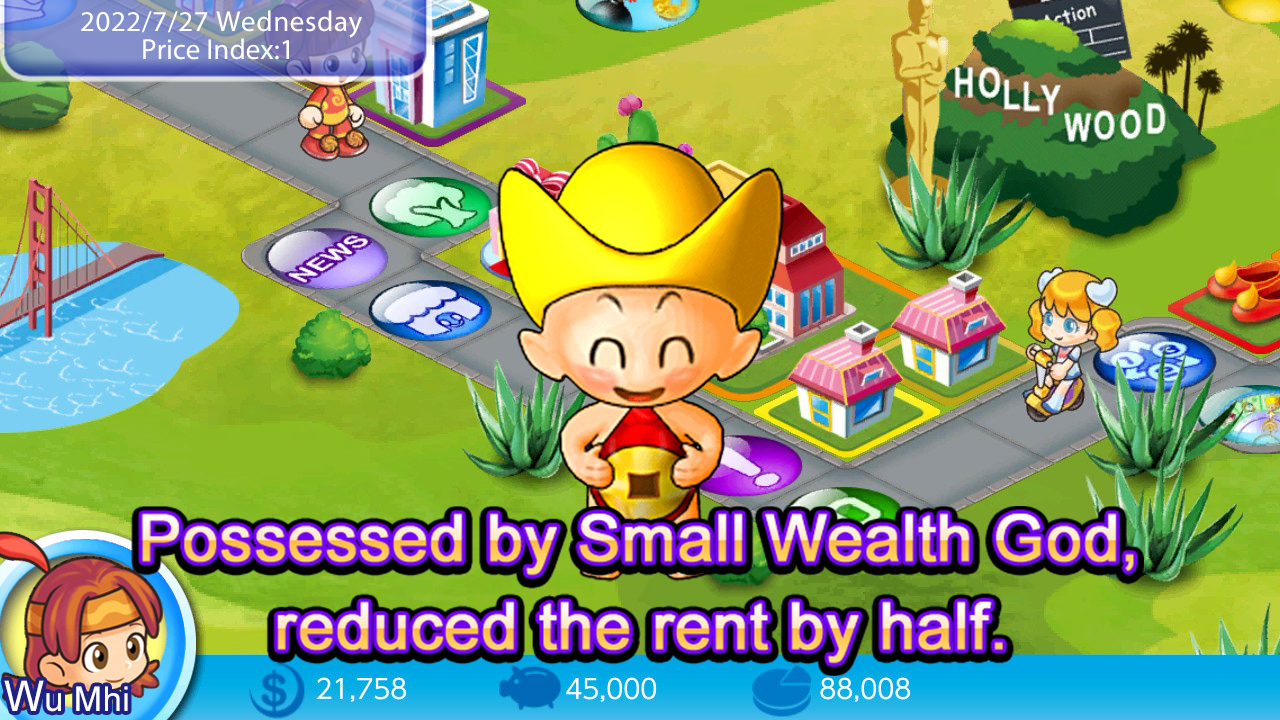 2022/7/27 Wednesday
Price Index:1
Action
HOLLY
WOOD
NEWS
Possessed by Small Wealth God,
reduced the rent by half.
Wu Mhi
$ 21,758
45,000
88,008